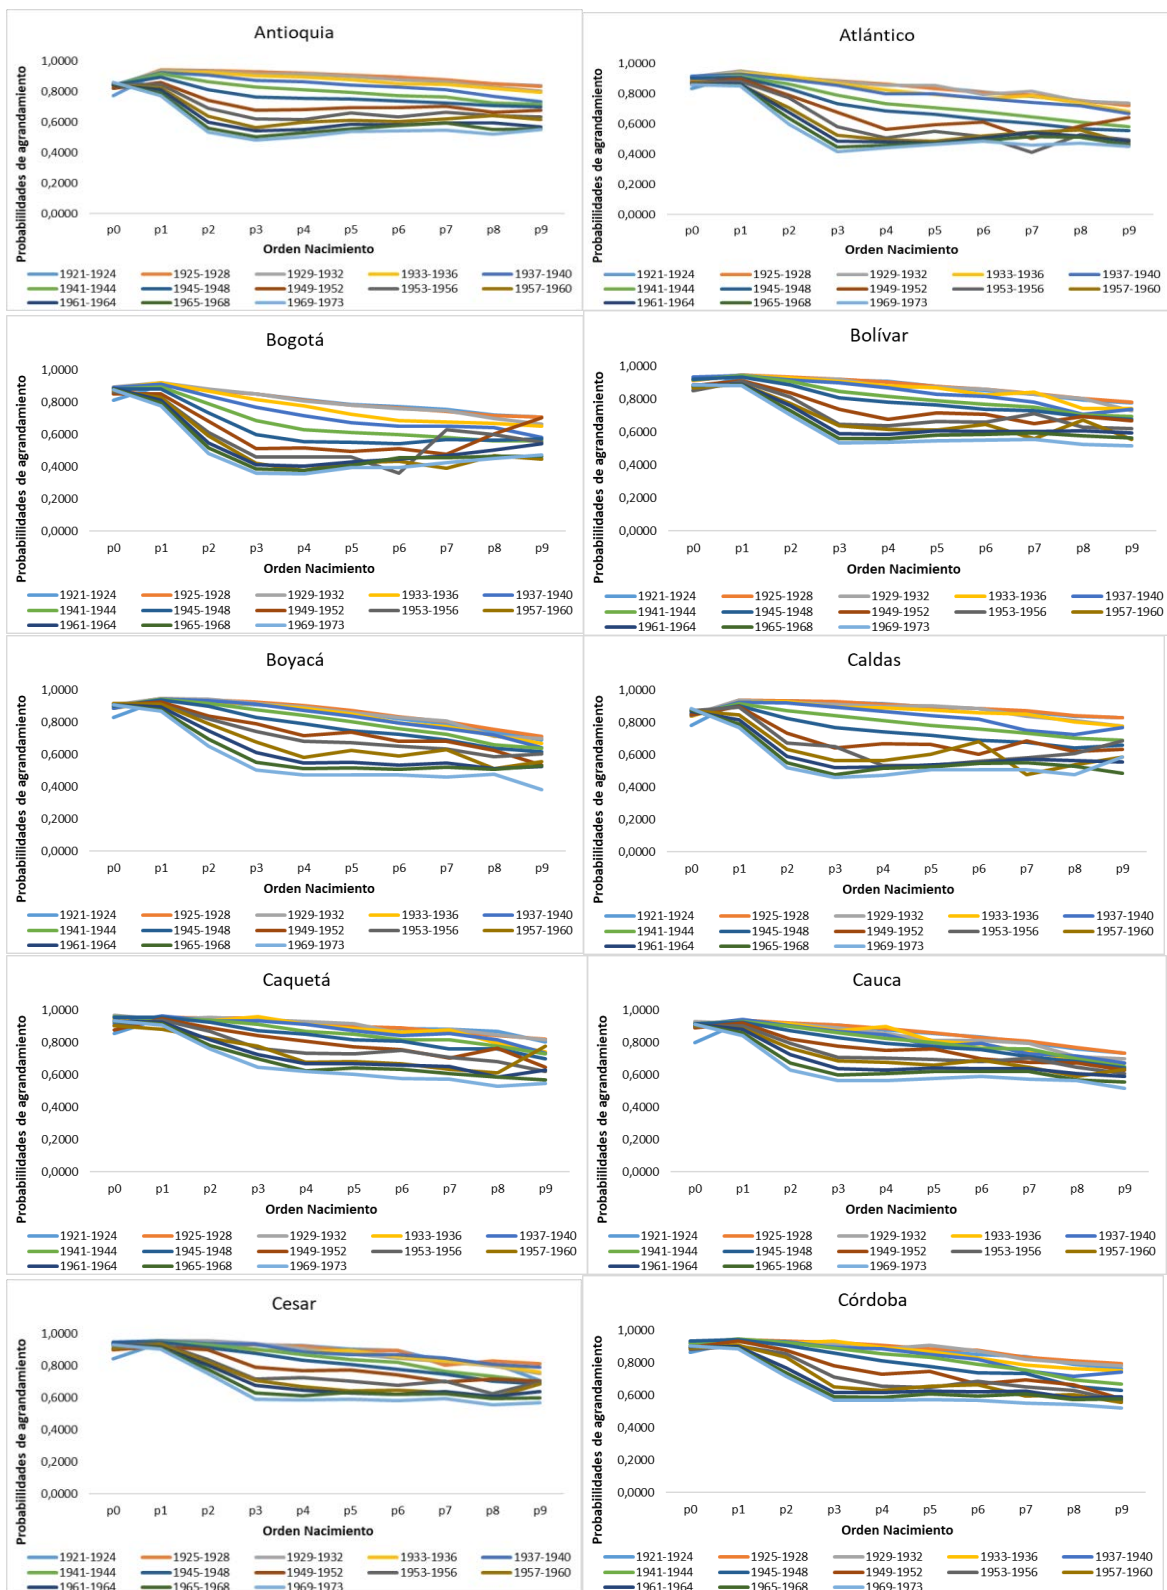 Antioquia
Probabiilidades de agrandamiento
1,0000
0,8000
0,6000
0,4000
0,2000
0,0000
p0 p1 p2 p3 p4 p5 p6 p7 p8 p9
Orden Nacimiento
1921-1924 1925-1928 1929-1932 1933-1936 1937-1940
1941-1944 1945-1948 1949-1952 1953-1956 1957-1960
1961-1964 1965-1968 1969-1973
Atlántico
Probabiilidades de agrandamiento
1,0000
0,8000
0,6000
0,4000
0,2000
0,0000
p0 p1 p2 p3 p4 p5 p6 p7 p8 p9
Orden Nacimiento
1921-1924 1925-1928 1929-1932 1933-1936 1937-1940
1941-1944 1945-1948 1949-1952 1953-1956 1957-1960
1961-1964 1965-1968 1969-1973
Bogotá
Probabiilidades de agrandamiento
1,0000
0,8000
0,6000
0,4000
0,2000
0,0000
p0 p1 p2 p3 p4 p5 p6 p7 p8 p9
Orden Nacimiento
1921-1924 1925-1928 1929-1932 1933-1936 1937-1940
1941-1944 1945-1948 1949-1952 1953-1956 1957-1960
1961-1964 1965-1968 1969-1973
Bolívar
Probabiilidades de agrandamiento
1,0000
0,8000
0,6000
0,4000
0,2000
0,0000
p0 p1 p2 p3 p4 p5 p6 p7 p8 p9
Orden Nacimiento
1921-1924 1925-1928 1929-1932 1933-1936 1937-1940
1941-1944 1945-1948 1949-1952 1953-1956 1957-1960
1961-1964 1965-1968 1969-1973
Boyacá
Probabiilidades de agrandamiento
1,0000
0,8000
0,6000
0,4000
0,2000
0,0000
p0 p1 p2 p3 p4 p5 p6 p7 p8 p9
Orden Nacimiento
1921-1924 1925-1928 1929-1932 1933-1936 1937-1940
1941-1944 1945-1948 1949-1952 1953-1956 1957-1960
1961-1964 1965-1968 1969-1973
Caldas
Probabiilidades de agrandamiento
1,0000
0,8000
0,6000
0,4000
0,2000
0,0000
p0 p1 p2 p3 p4 p5 p6 p7 p8 p9
Orden Nacimiento
1921-1924 1925-1928 1929-1932 1933-1936 1937-1940
1941-1944 1945-1948 1949-1952 1953-1956 1957-1960
1961-1964 1965-1968 1969-1973
Caquetá
Probabiilidades de agrandamiento
1,0000
0,8000
0,6000
0,4000
0,2000
0,0000
p0 p1 p2 p3 p4 p5 p6 p7 p8 p9
Orden Nacimiento
1921-1924 1925-1928 1929-1932 1933-1936 1937-1940
1941-1944 1945-1948 1949-1952 1953-1956 1957-1960
1961-1964 1965-1968 1969-1973
Cauca
Probabiilidades de agrandamiento
1,0000
0,8000
0,6000
0,4000
0,2000
0,0000
p0 p1 p2 p3 p4 p5 p6 p7 p8 p9
Orden Nacimiento
1921-1924 1925-1928 1929-1932 1933-1936 1937-1940
1941-1944 1945-1948 1949-1952 1953-1956 1957-1960
1961-1964 1965-1968 1969-1973
Cesar
Probabiilidades de agrandamiento
1,0000
0,8000
0,6000
0,4000
0,2000
0,0000
p0 p1 p2 p3 p4 p5 p6 p7 p8 p9
Orden Nacimiento
1921-1924 1925-1928 1929-1932 1933-1936 1937-1940
1941-1944 1945-1948 1949-1952 1953-1956 1957-1960
1961-1964 1965-1968 1969-1973
Córdoba
Probabiilidades de agrandamiento
1,0000
0,8000
0,6000
0,4000
0,2000
0,0000
p0 p1 p2 p3 p4 p5 p6 p7 p8 p9
Orden Nacimiento
1921-1924 1925-1928 1929-1932 1933-1936 1937-1940
1941-1944 1945-1948 1949-1952 1953-1956 1957-1960
1961-1964 1965-1968 1969-1973